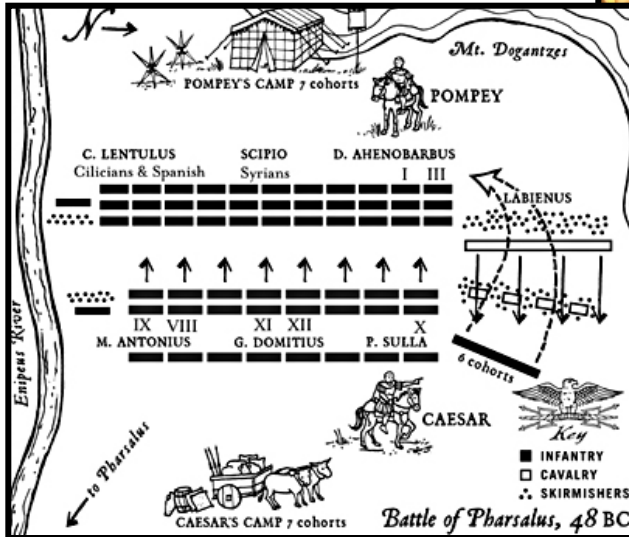 N
Mt. Dogantzes
POMPEY'S CAMP 7 cohorts
POMPEY
C. LENTULUS SCIPIO D. AHENOBARBUS
Cilicians & Spanish Syrians I III
LABIENUS
IX VIII XI XII X
M. ANTONIUS G. DOMITIUS P. SULLA
6 cohorts
Enipeus River
CAESAR
Key
INFANTRY
CAVALRY
SKIRMISHERS
to Pharsalus
CAESAR'S CAMP 7 cohorts
Battle of Pharsalus, 48 BC